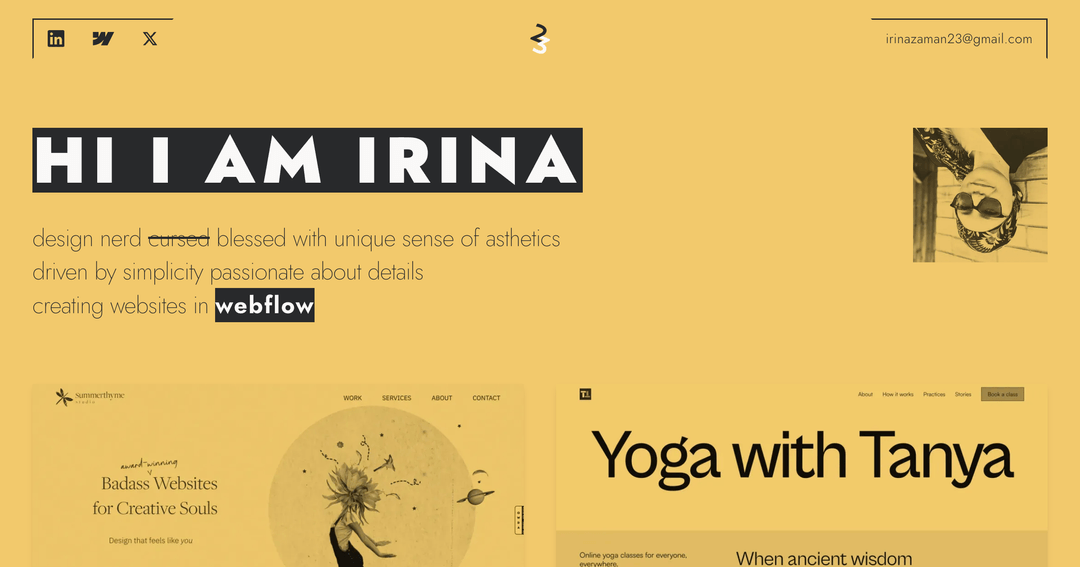 irinazaman23@gmail.com
HI I AM IRINA
design nerd cursed blessed with unique sense of asthetics
driven by simplicity passionate about details
creating websites in webflow
summerthyme
studio
WORK SERVICES ABOUT CONTACT
award-winning
Badass Websites
for Creative Souls
Design that feels like you
About How it works Practices Stories Book a class
Yoga with Tanya
Online yoga classes for everyone,
everywhere.
When ancient wisdom